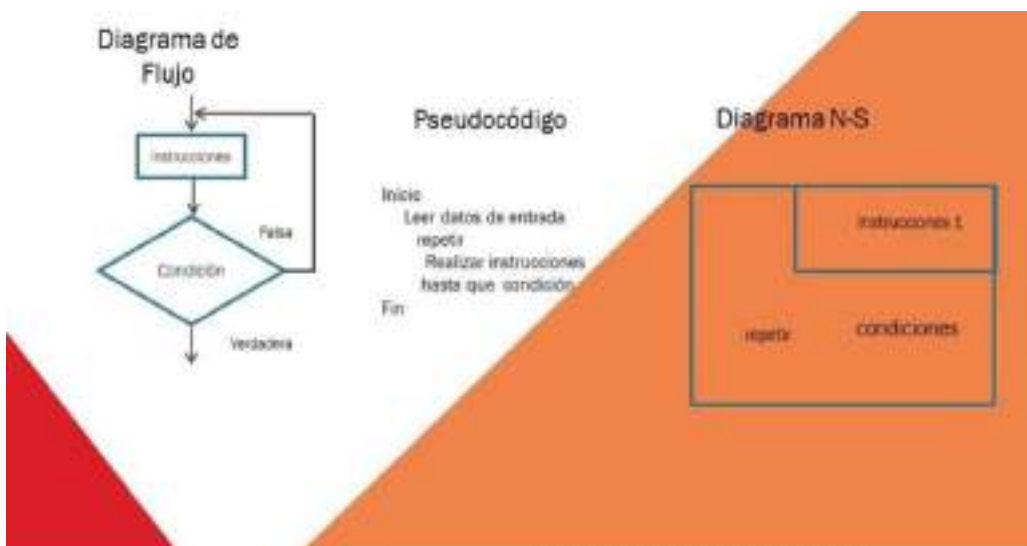 Diagrama de
Flujo
Instrucciones
Falsa
Condición
Verdadera
Pseudocódigo
Inicio
Leer datos de entrada
repetir
Realizar instrucciones
hasta que condición
Fin
Diagrama N-S
Instrucciones 1
repetir
condiciones